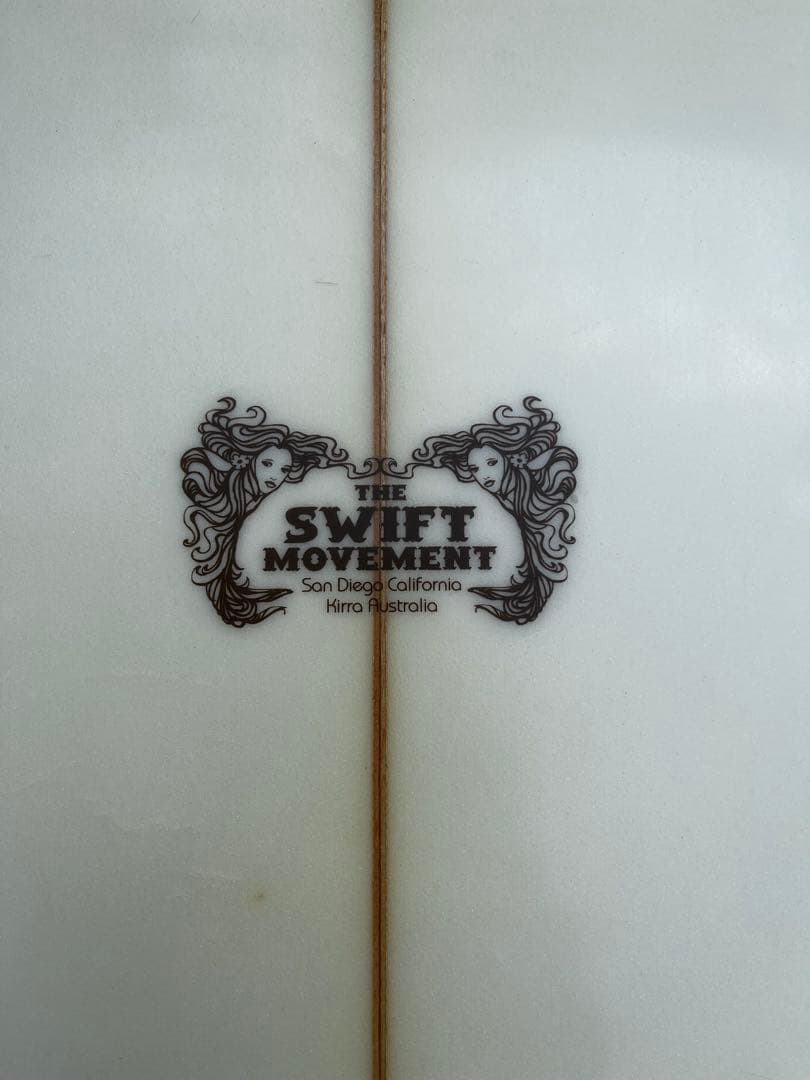 THE
SWIFT
MOVEMENT
San Diego California
Kirra Australia